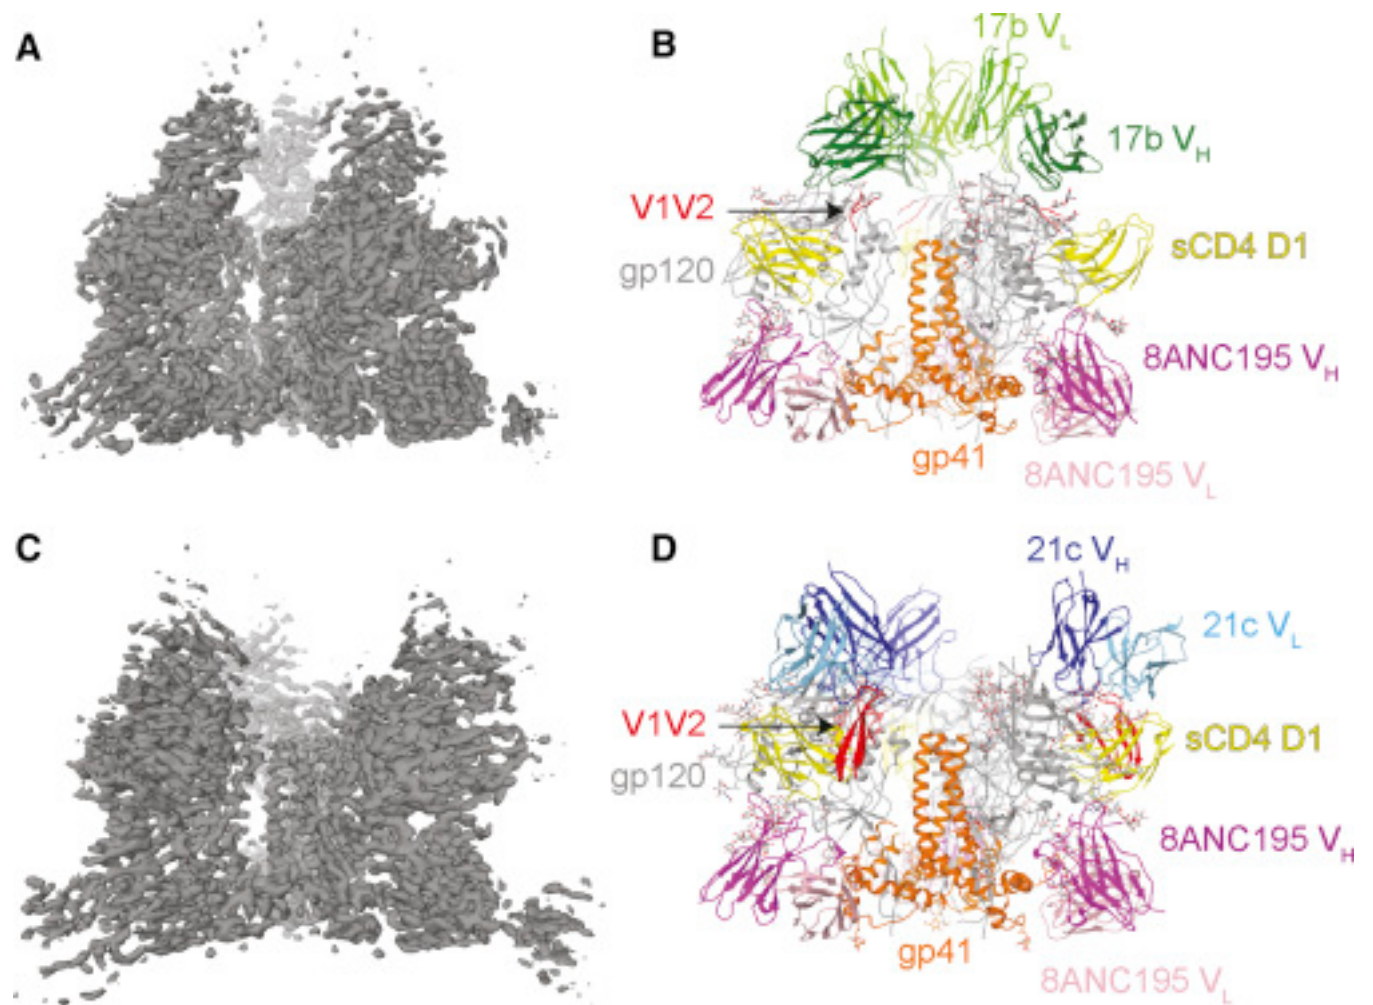 A
B
17b VL
17b VH
V1V2
gp120
sCD4 D1
8ANC195 VH
gp41
8ANC195 VL
C
D
21c VH
21c VL
V1V2
gp120
sCD4 D1
8ANC195 VH
gp41
8ANC195 VL